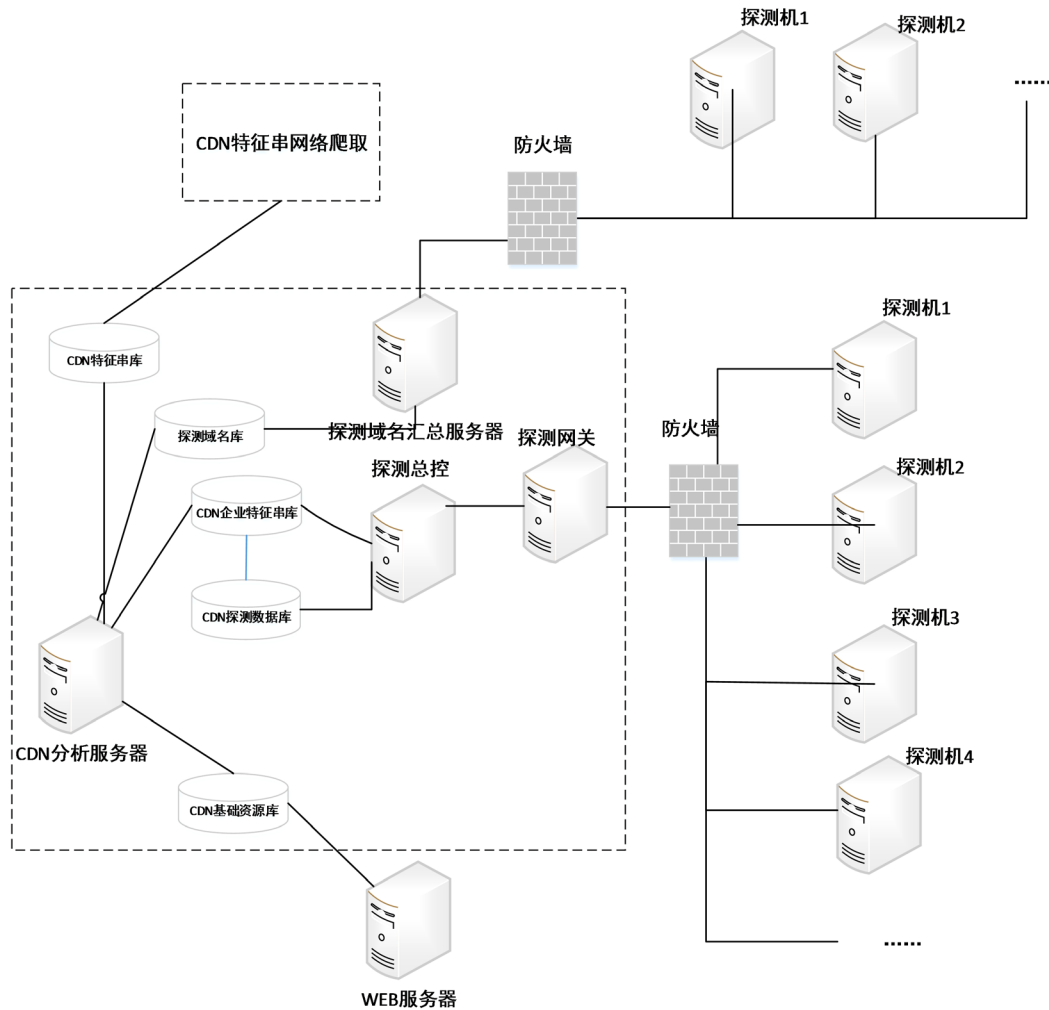 探测机1
探测机2
......
CDN特征串网络爬取
防火墙
探测机1
CDN特征串库
探测域名库
探测域名汇总服务器
探测网关
防火墙
探测总控
探测机2
CDN企业特征串库
CDN探测数据库
探测机3
CDN分析服务器
探测机4
CDN基础资源库
......
WEB服务器